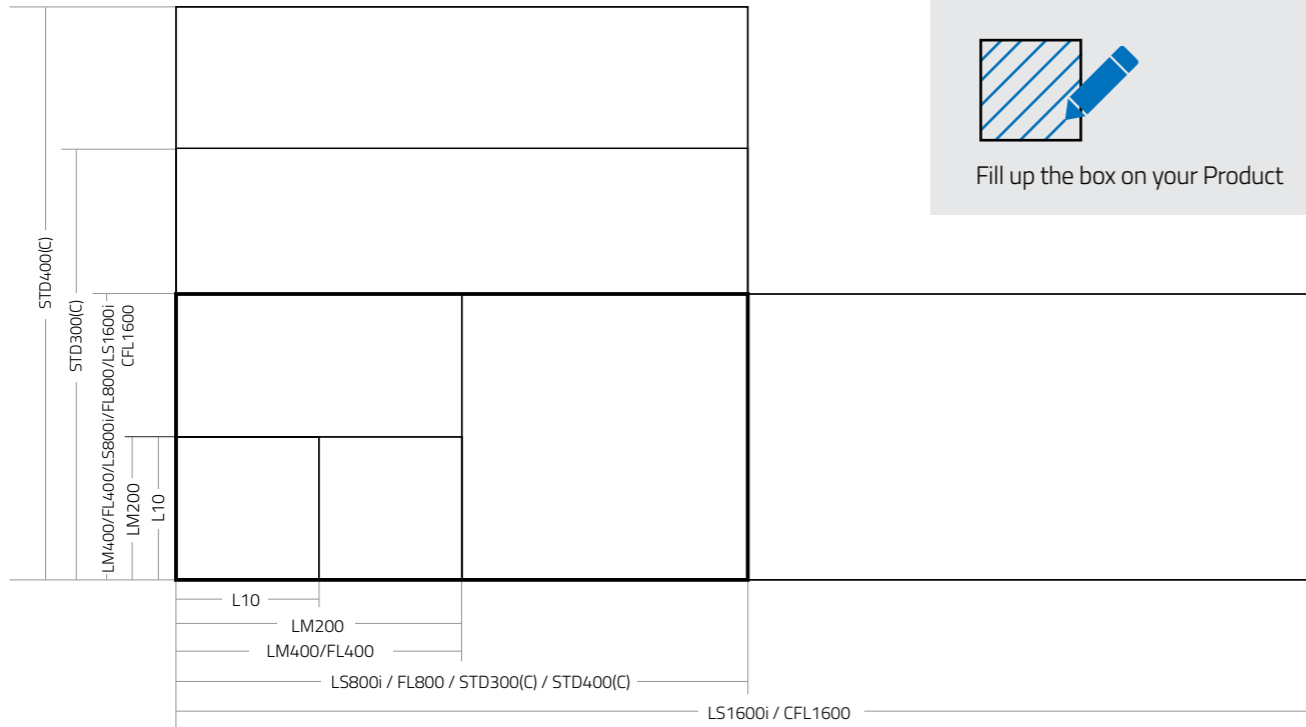 Fill up the box on your Product
STD400(C)
STD300(C)
LM400/FL400/LS800i/FL800/LS1600i
CFL1600
LM200
L10
L10
LM200
LM400/FL400
LS800i / FL800 / STD300(C) / STD400(C)
LS1600i / CFL1600